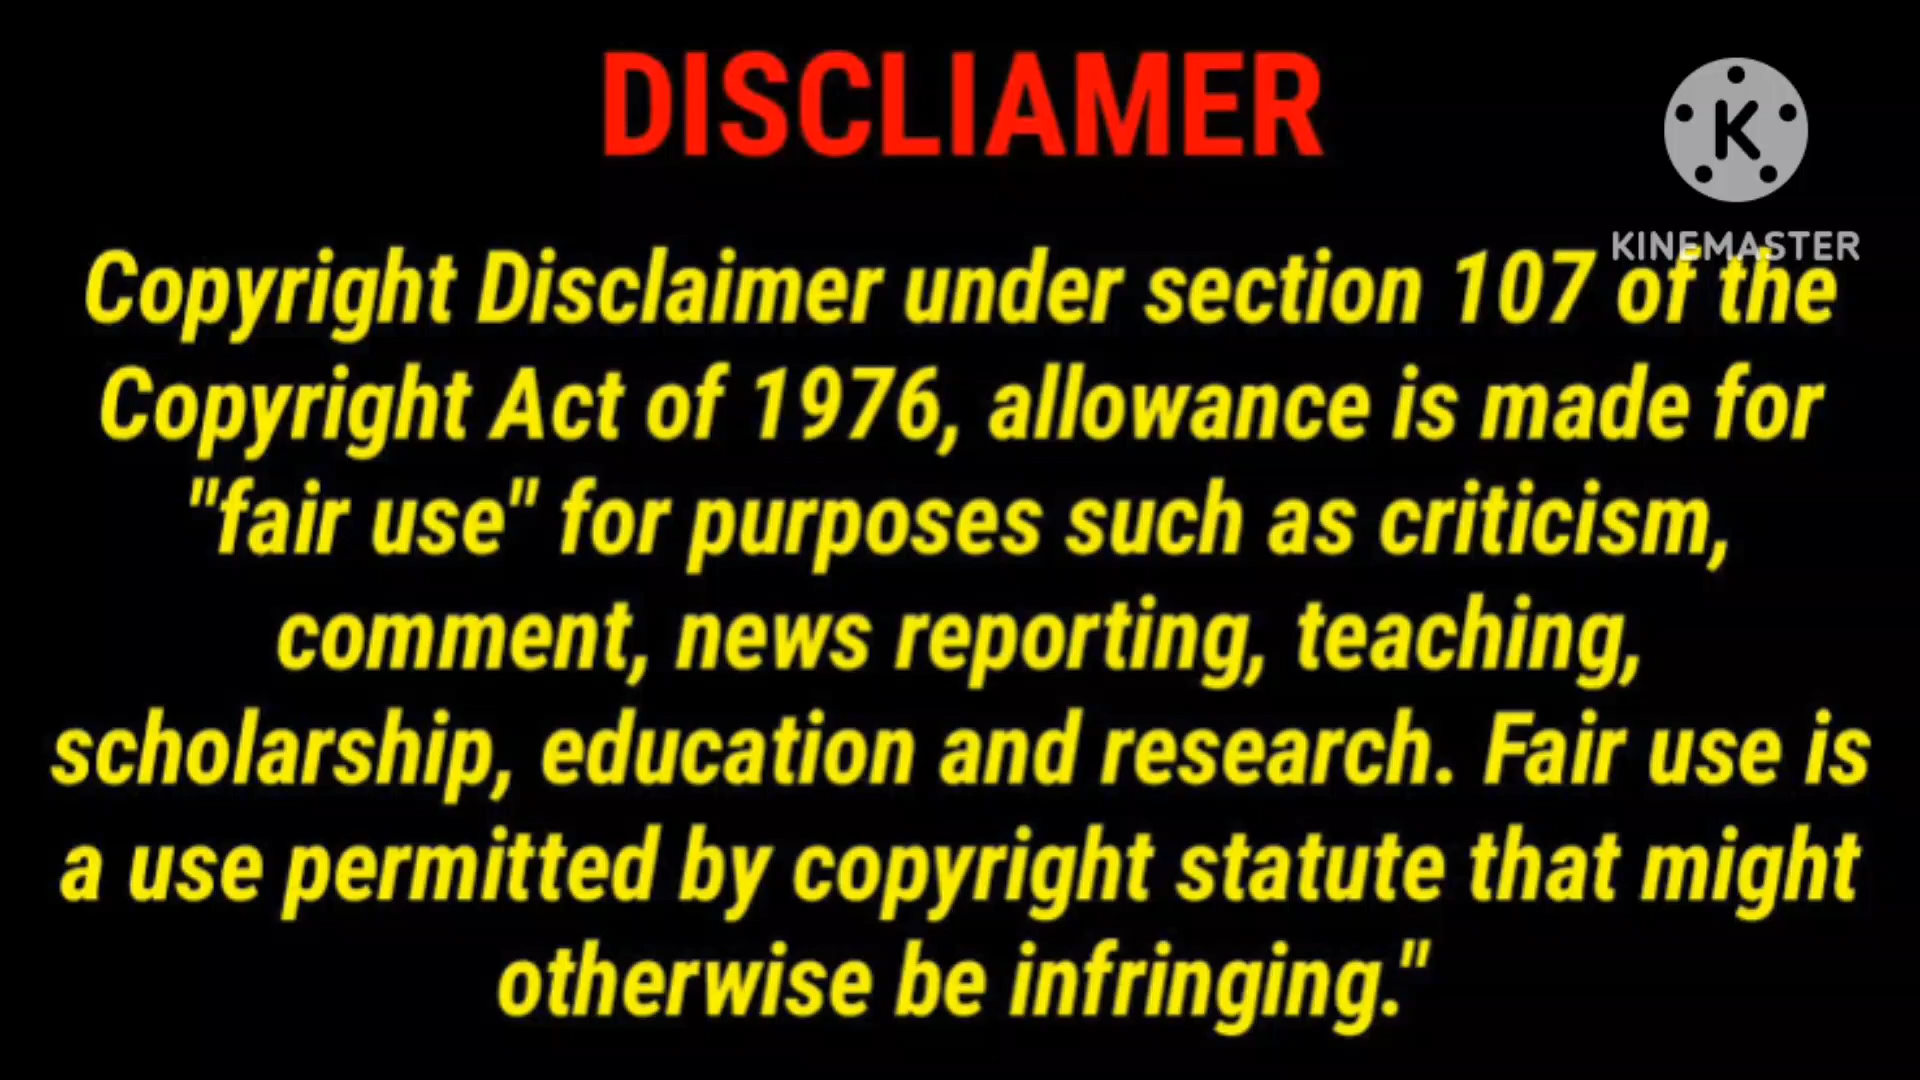 DISCLIAMER
K
KINEMASTER
Copyright Disclaimer under section 107 of the
Copyright Act of 1976, allowance is made for
"fair use" for purposes such as criticism,
comment, news reporting, teaching,
scholarship, education and research. Fair use is
a use permitted by copyright statute that might
otherwise be infringing."